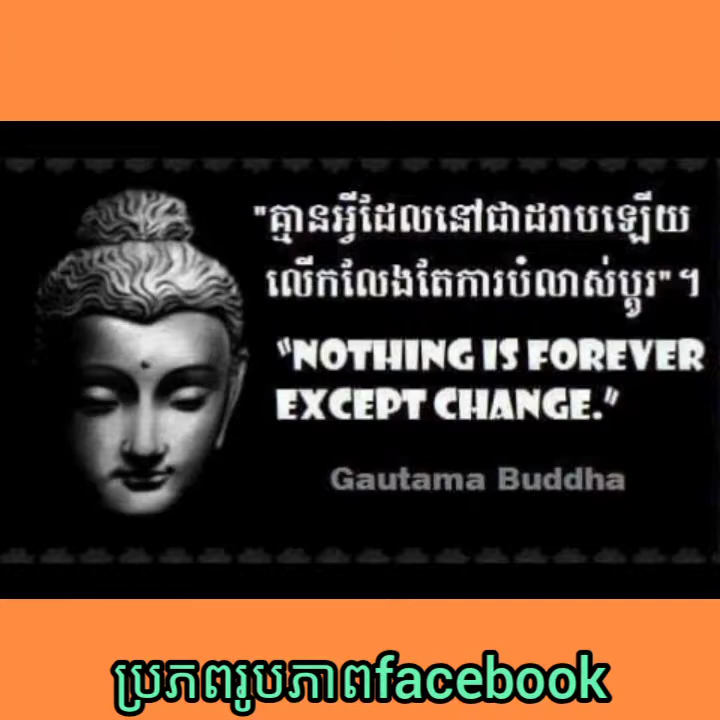 "គ្មានអ្វីដែលនៅជាដរាបឡើយ
លើកលែងតែការបំលាស់ប្តូរ"។
"NOTHING IS FOREVER
EXCEPT CHANGE."
Gautama Buddha
ប្រភពរូបភាពfacebook